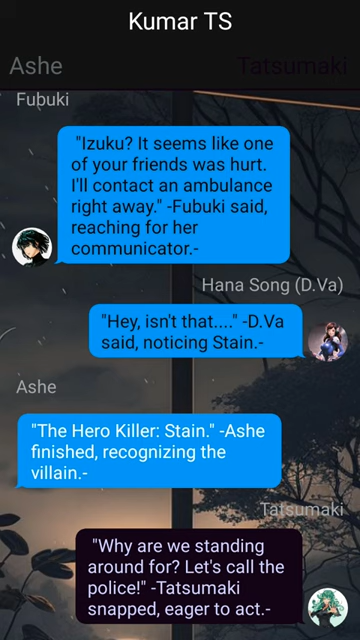 Kumar TS
Ashe
Tatsumaki
Fubuki
"Izuku? It seems like one
of your friends was hurt.
I'll contact an ambulance
right away." -Fubuki said,
reaching for her
communicator.-
Hana Song (D.Va)
"Hey, isn't that...." -D.Va
said, noticing Stain.-
Ashe
"The Hero Killer: Stain." -Ashe
finished, recognizing the
villain.-
Tatsumaki
"Why are we standing
around for? Let's call the
police!" -Tatsumaki
snapped, eager to act.-